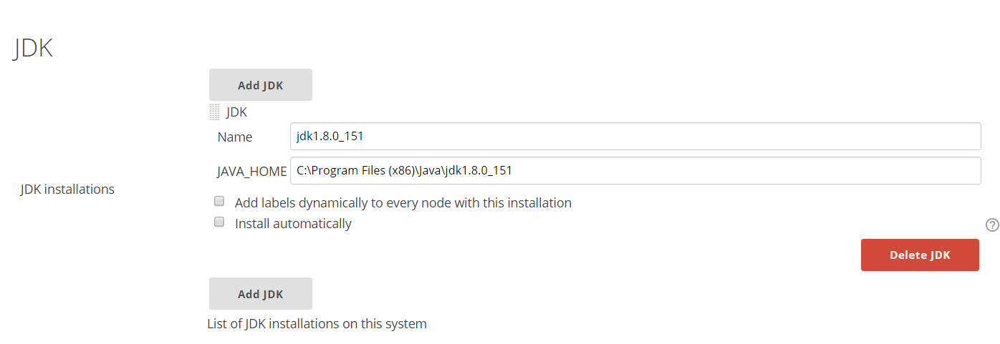 JDK
Add JDK
JDK
Name
jdk1.8.0_151
JAVA_HOME
C:\Program Files (x86)\Java\jdk1.8.0_151
JDK installations
Add labels dynamically to every node with this installation
Install automatically
?
Delete JDK
Add JDK
List of JDK installations on this system